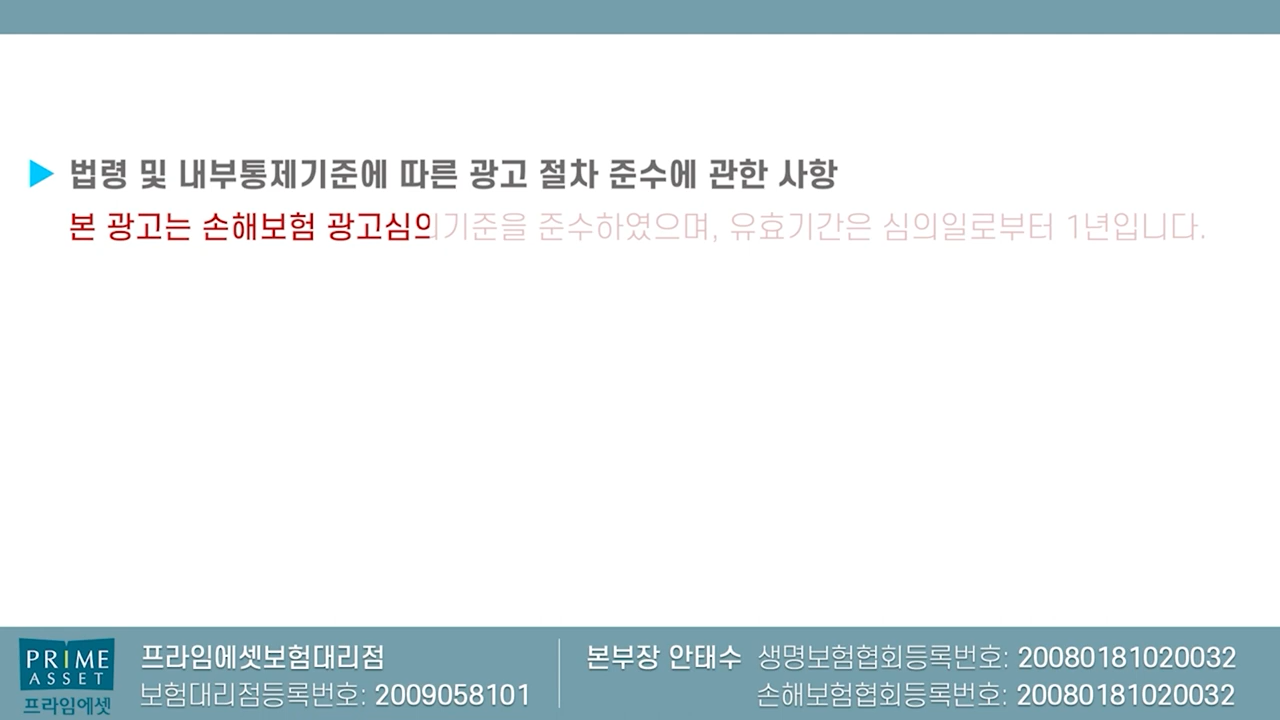 ▶ 법령 및 내부통제기준에 따른 광고 절차 준수에 관한 사항
본 광고는 손해보험 광고심의기준을 준수하였으며, 유효기간은 심의일로부터 1년입니다.
PRIME
ASSET
프라임에셋
프라임에셋보험대리점
보험대리점등록번호: 2009058101
본부장 안태수 생명보험협회등록번호: 20080181020032
손해보험협회등록번호: 20080181020032